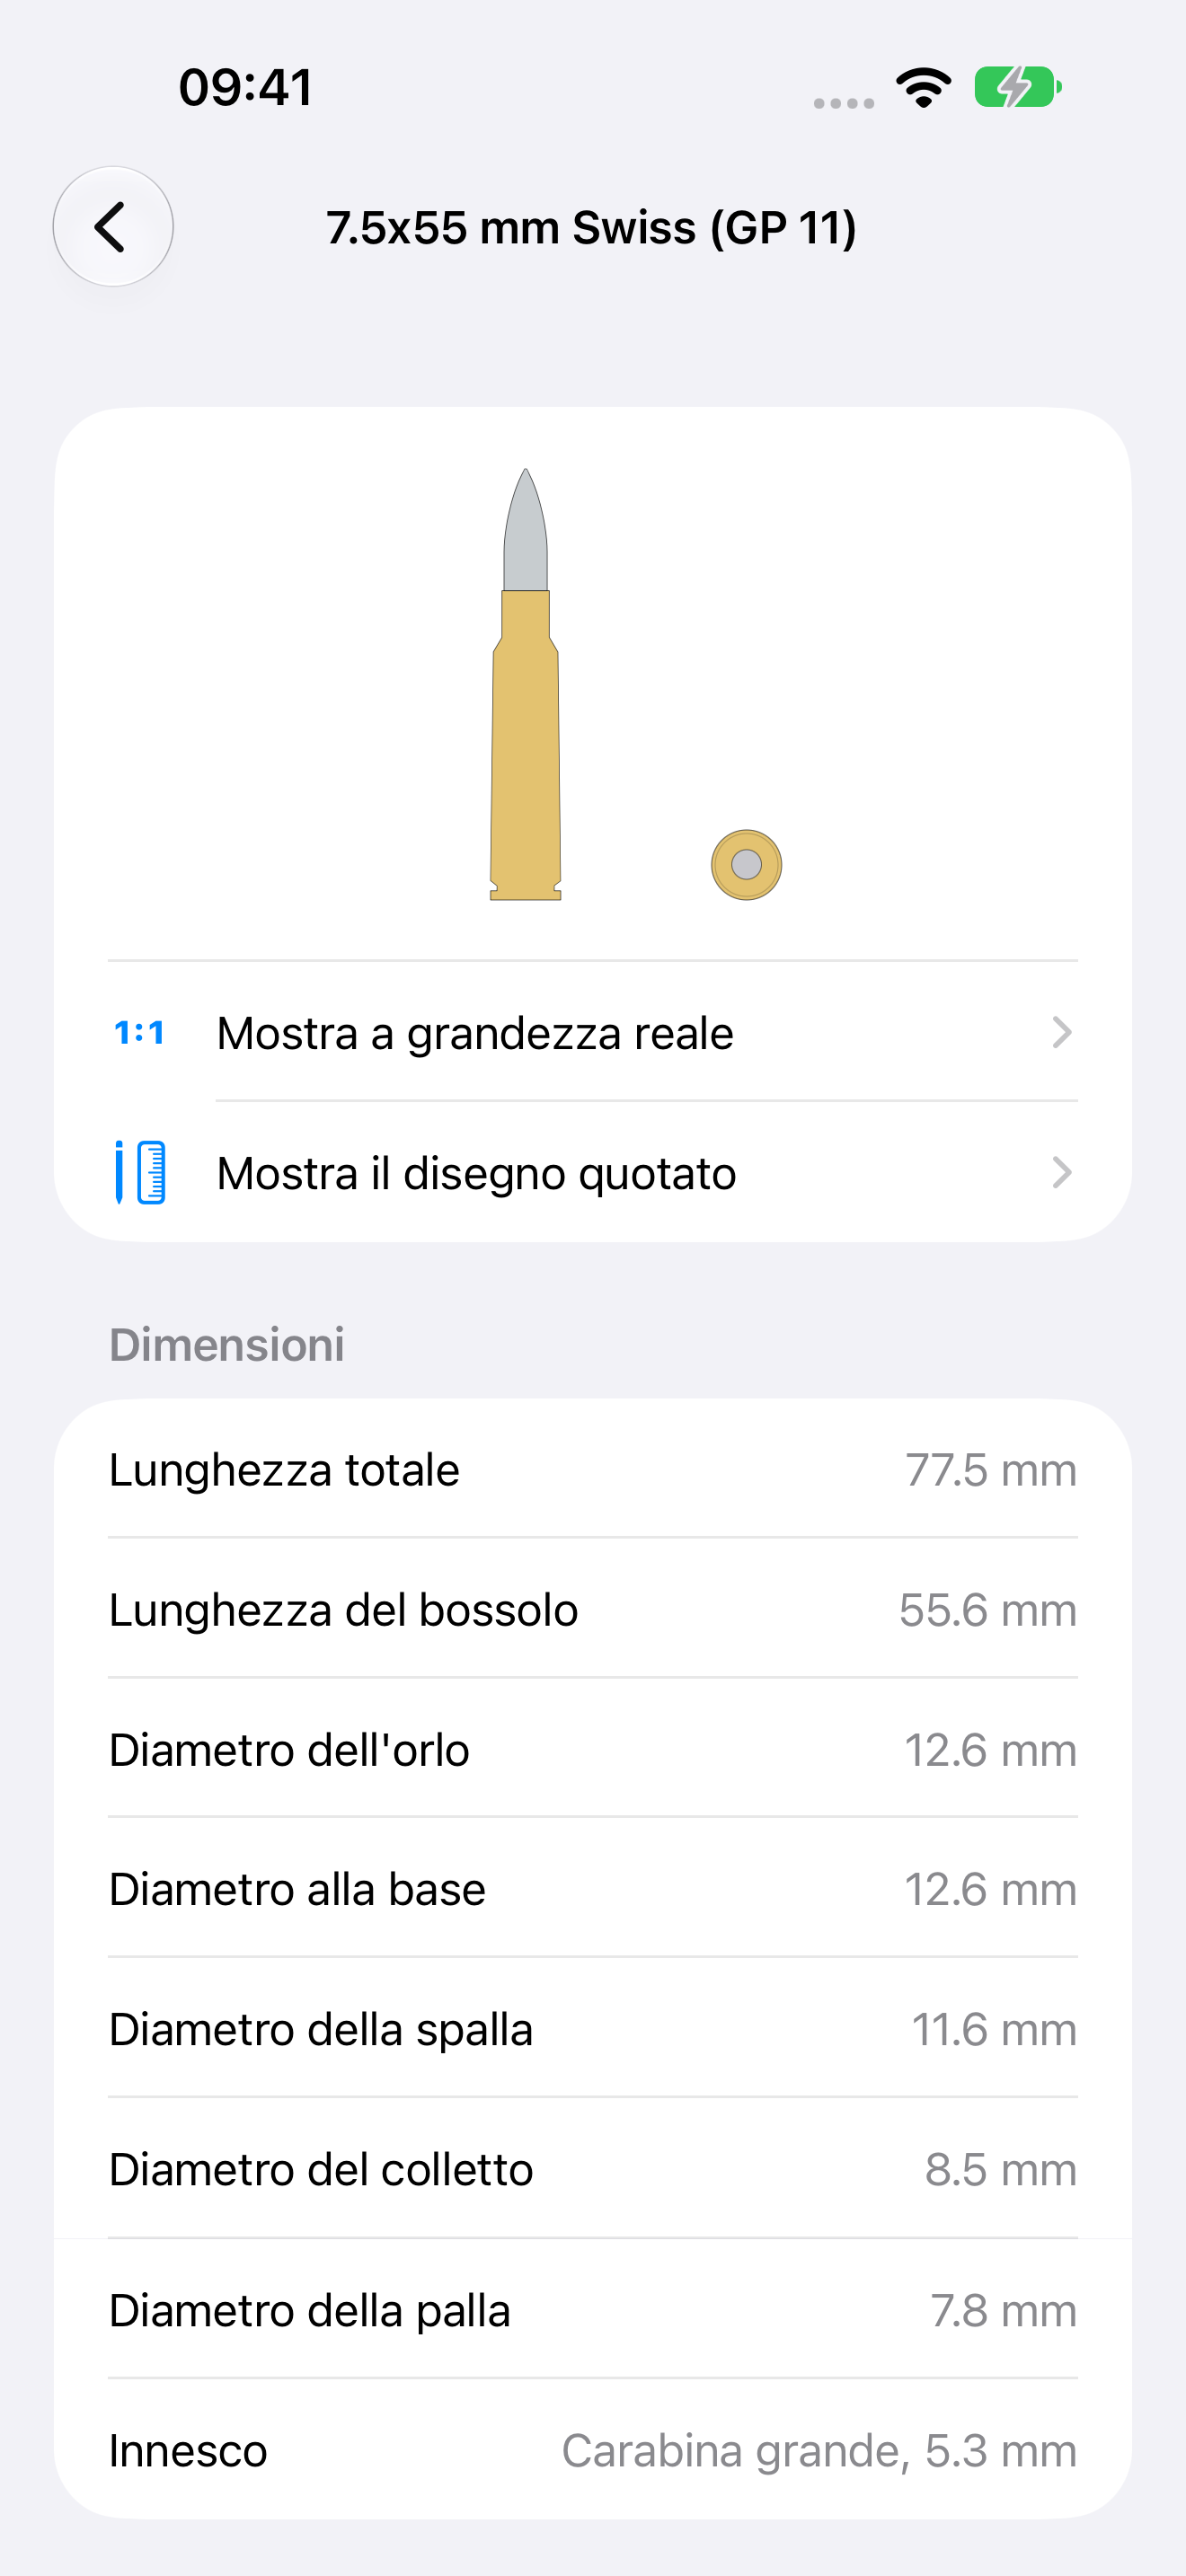 09:41
7.5x55 mm Swiss (GP 11)
1:1 Mostra a grandezza reale
Mostra il disegno quotato
Dimensioni
Lunghezza totale 77.5 mm
Lunghezza del bossolo 55.6 mm
Diametro dell'orlo 12.6 mm
Diametro alla base 12.6 mm
Diametro della spalla 11.6 mm
Diametro del colletto 8.5 mm
Diametro della palla 7.8 mm
Innesco Carabina grande, 5.3 mm